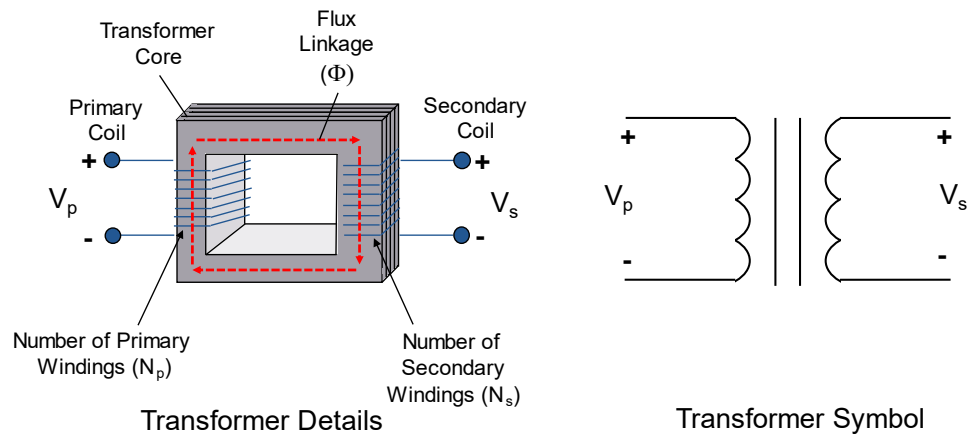 Transformer
Core
Flux
Linkage
(Φ)
Primary
Coil
Secondary
Coil
+
+
Vp
Vs
-
-
Number of Primary
Windings (Np)
Number of
Secondary
Windings (Ns)
Transformer Details
+
+
Vp
Vs
-
-
Transformer Symbol